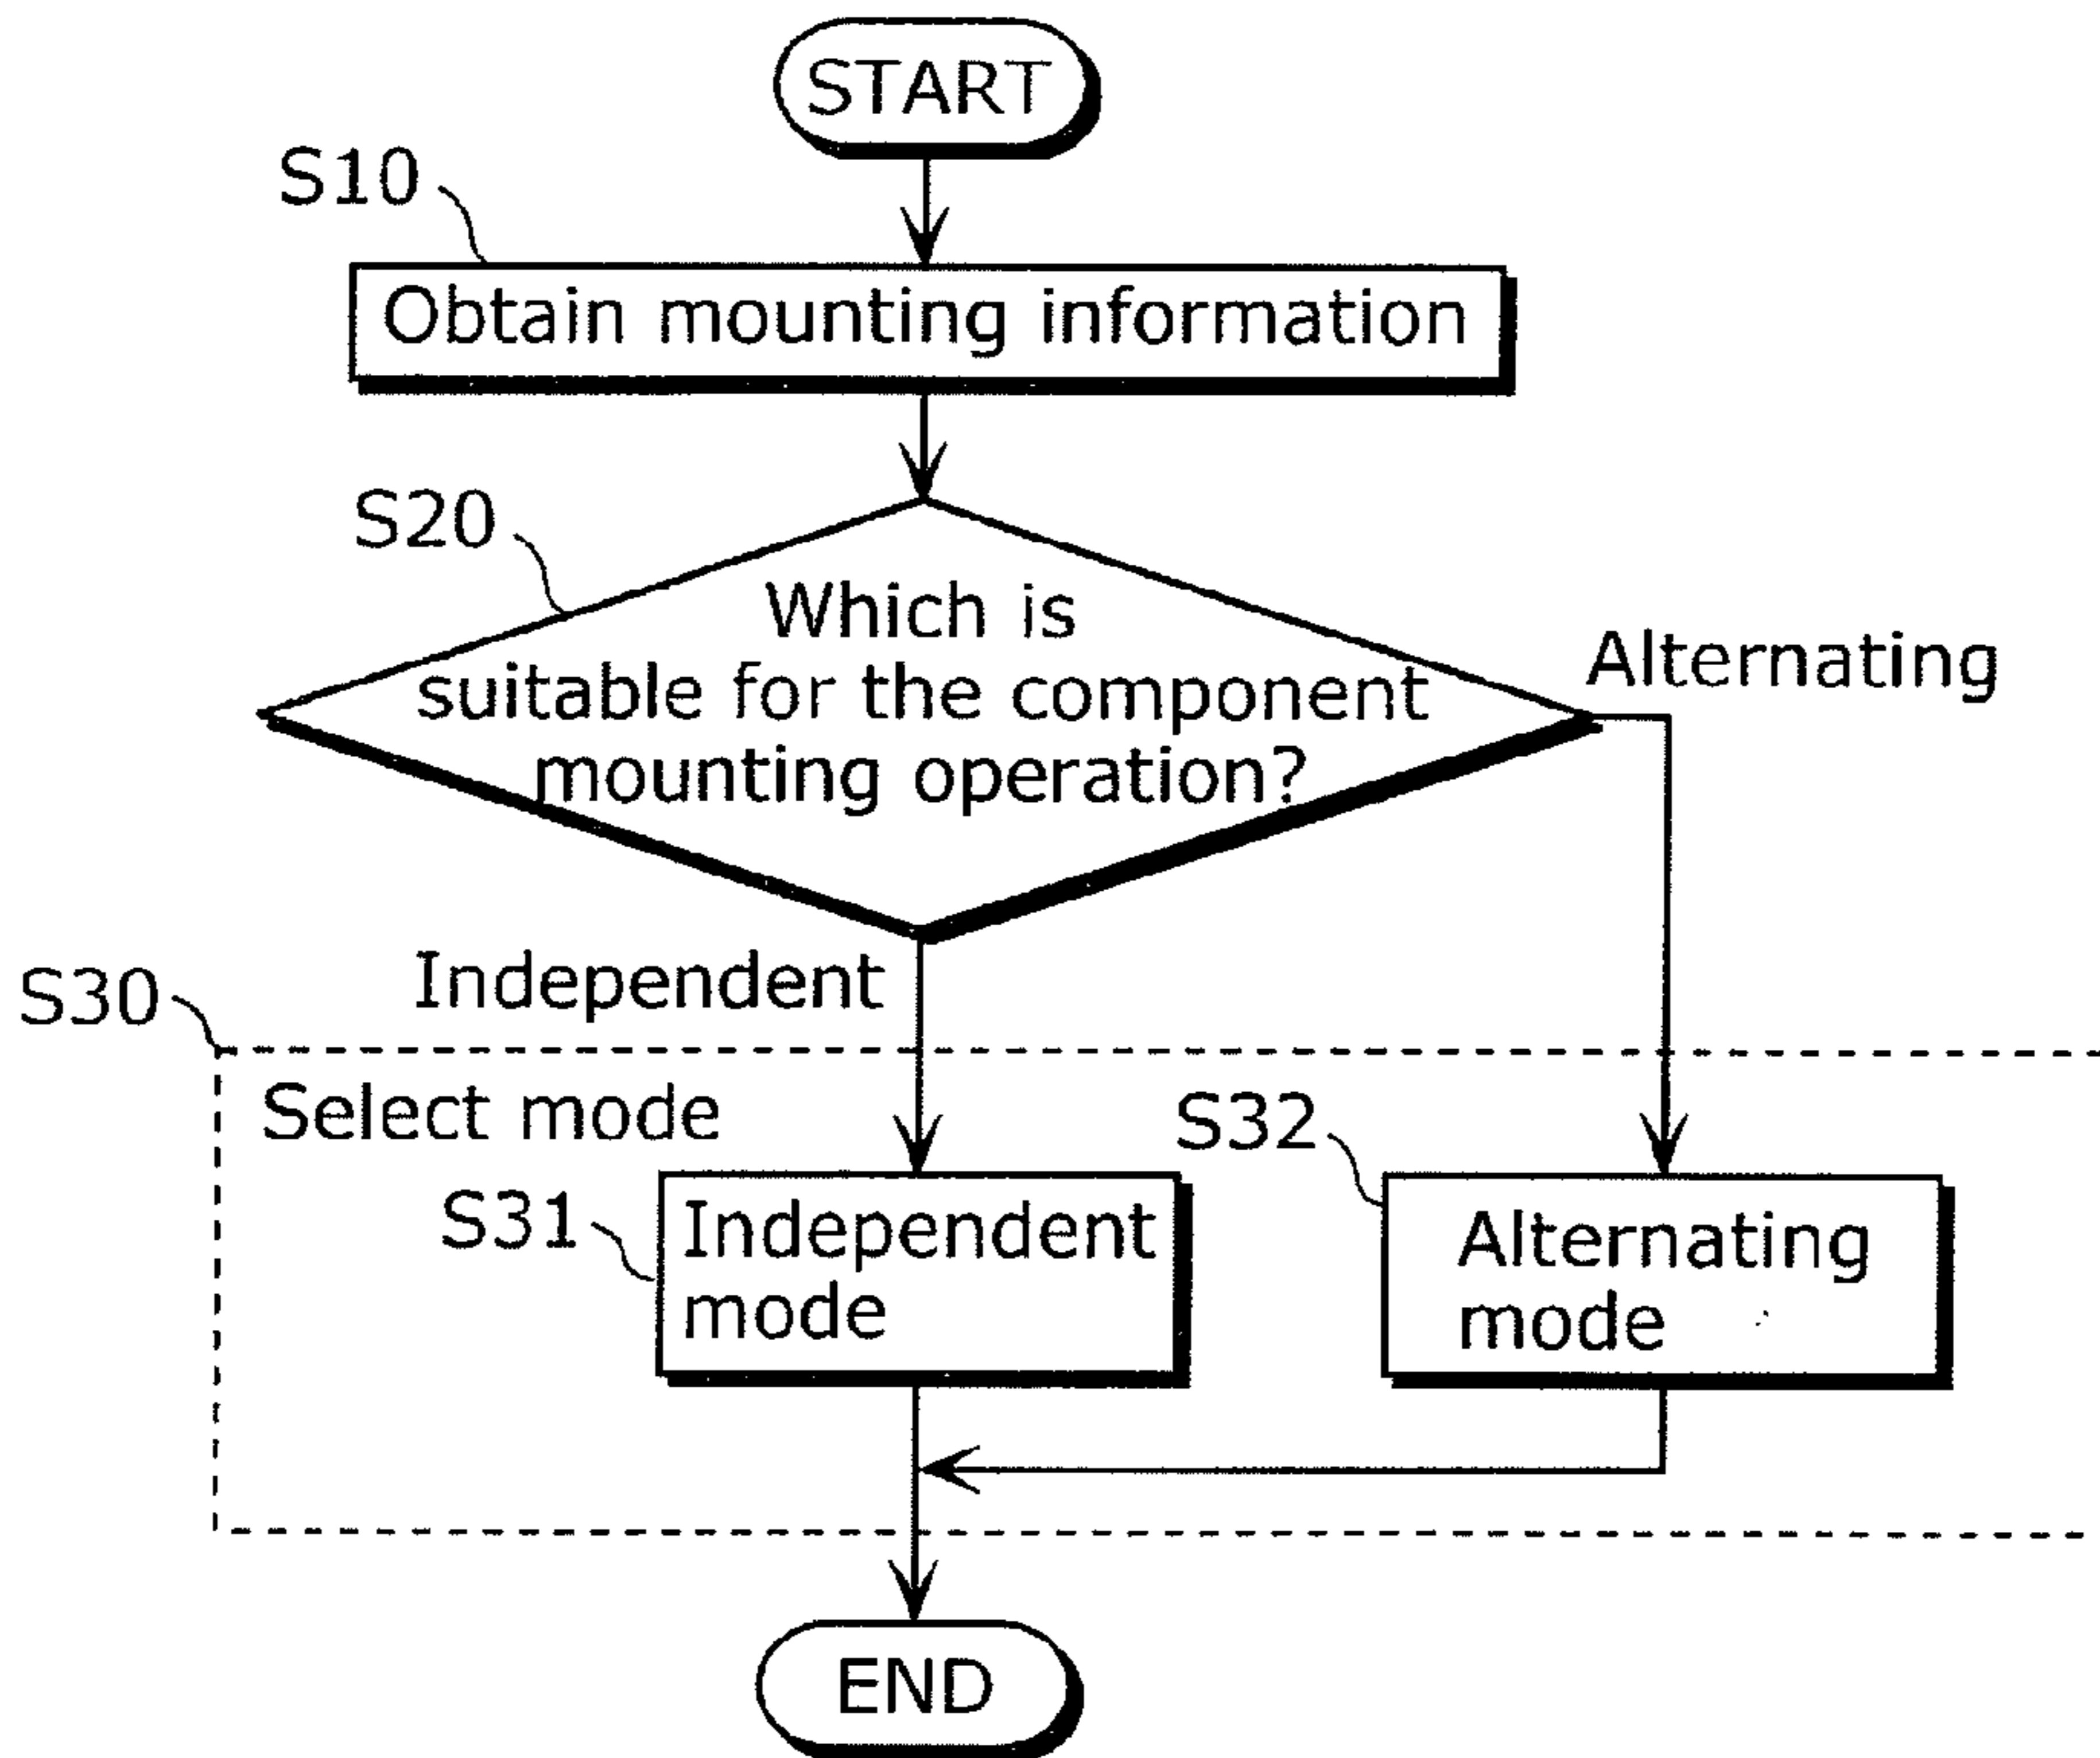 START
S10
Obtain mounting information
S20
Which is
suitable for the component
mounting operation?
Alternating
Independent
S30
Select mode
S31
Independent
mode
S32
Alternating
mode
END